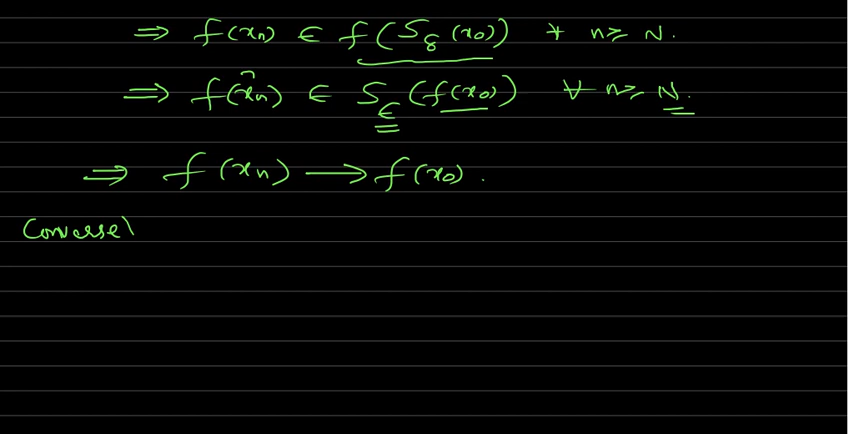 ⇒ f(xn) ∈ f(S_δ(x0)) ∀ n ≥ N.
⇒ f(xn) ∈ S_ε(f(x0)) ∀ n ≥ N.
⇒ f(xn) ⟶ f(x0).
Conversel